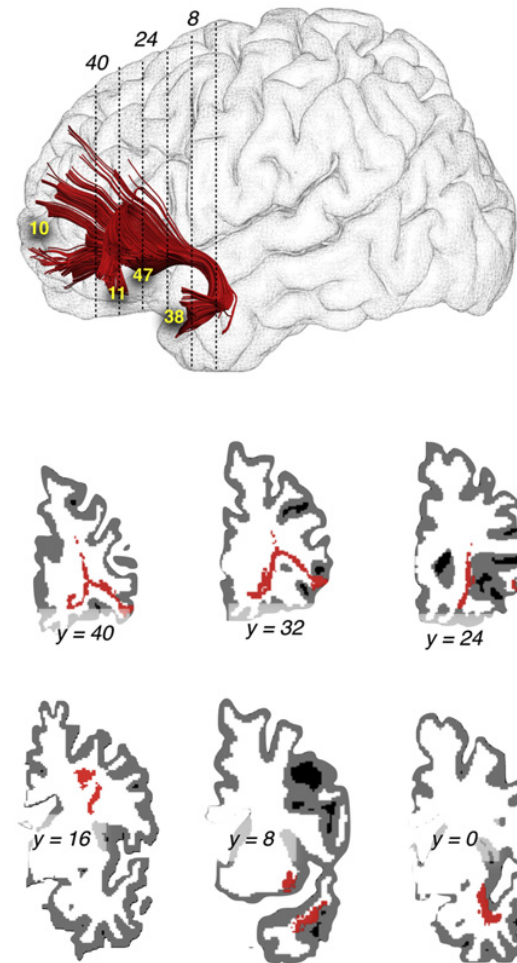 8
24
40
10
47
11
38
y = 40
y = 32
y = 24
y = 16
y = 8
y = 0